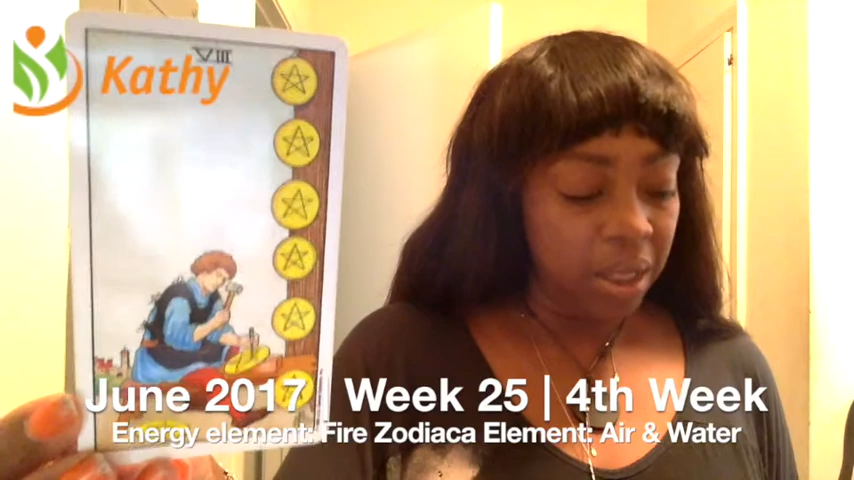 VIII
Kathy
June 2017 | Week 25 | 4th Week
Energy element: Fire Zodiaca Element: Air & Water